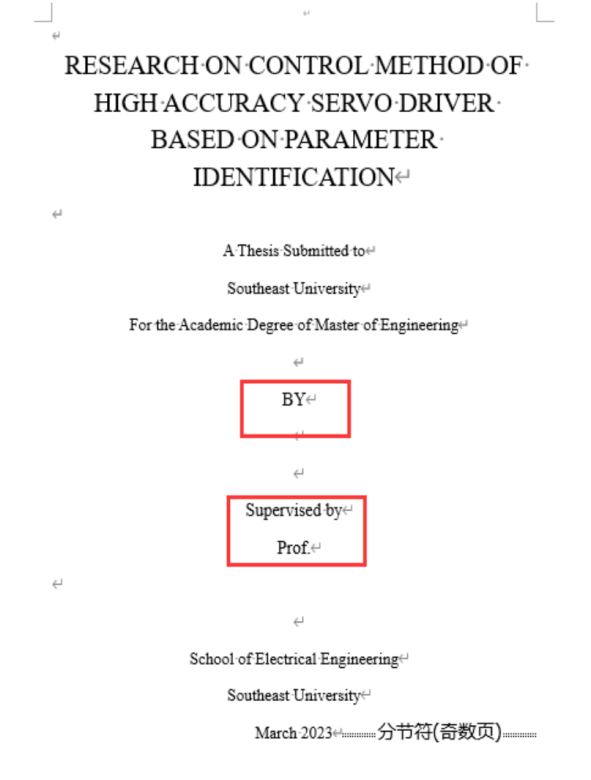 RESEARCH ON CONTROL METHOD OF
HIGH ACCURACY SERVO DRIVER
BASED ON PARAMETER
IDENTIFICATION
A Thesis Submitted to
Southeast University
For the Academic Degree of Master of Engineering
BY
Supervised by
Prof.
School of Electrical Engineering
Southeast University
March 2023 分节符(奇数页)